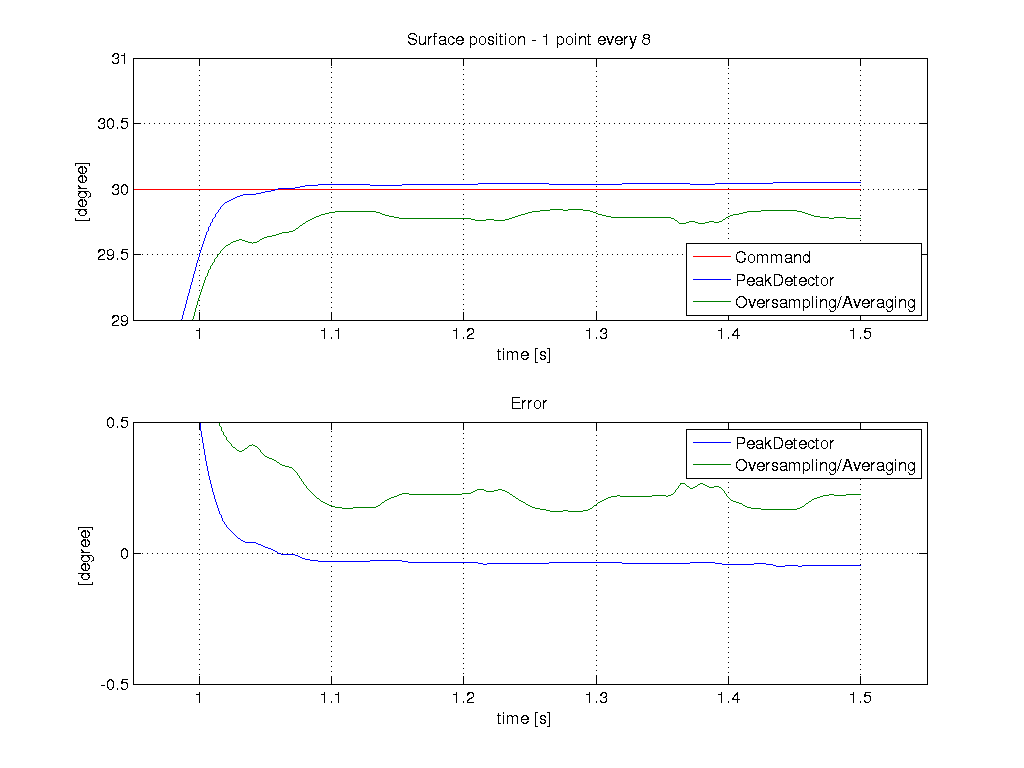 Surface position - 1 point every 8
31
30.5
30
29.5
29
[degree]
Command
PeakDetector
Oversampling/Averaging
1
1.1
1.2
1.3
1.4
1.5
time [s]
Error
0.5
0
-0.5
[degree]
PeakDetector
Oversampling/Averaging
1
1.1
1.2
1.3
1.4
1.5
time [s]